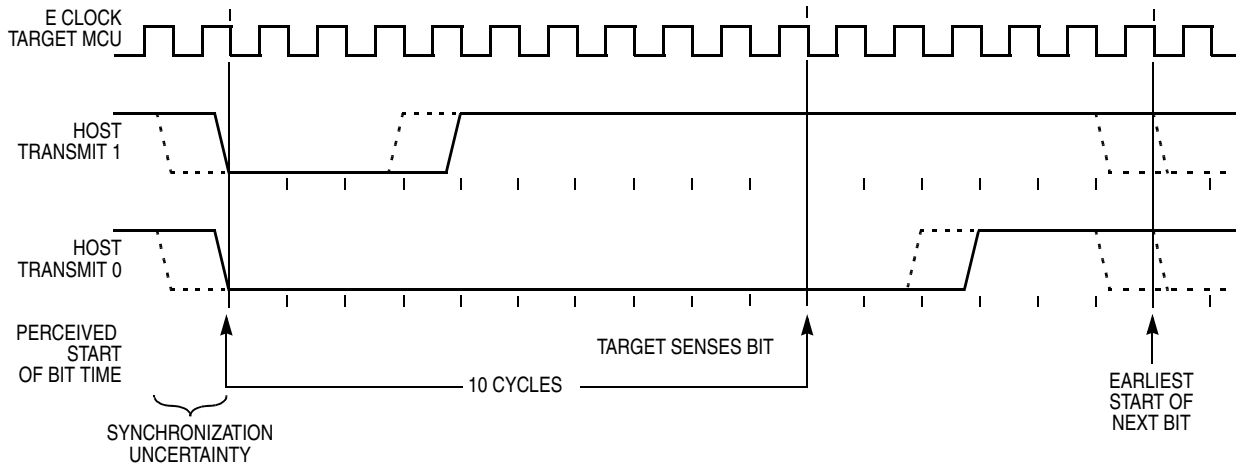 E CLOCK
TARGET MCU
HOST
TRANSMIT 1
HOST
TRANSMIT 0
PERCEIVED
START
OF BIT TIME
TARGET SENSES BIT
10 CYCLES
EARLIEST
START OF
NEXT BIT
SYNCHRONIZATION
UNCERTAINTY